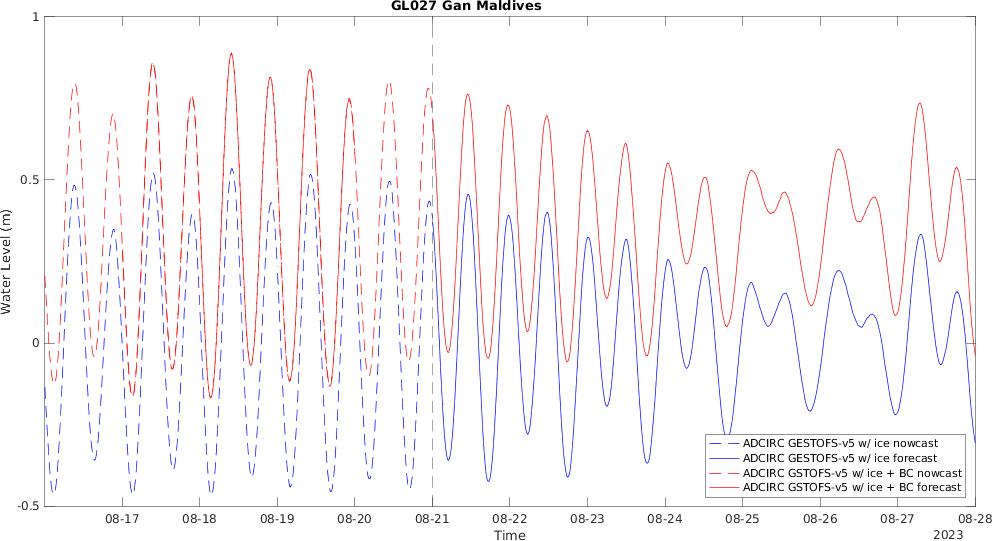 GL027 Gan Maldives
1
0.5
0
-0.5
Water Level (m)
08-17 08-18 08-19 08-20 08-21 08-22 08-23 08-24 08-25 08-26 08-27 08-28
Time
2023
ADCIRC GESTOFS-v5 w/ ice nowcast
ADCIRC GESTOFS-v5 w/ ice forecast
ADCIRC GSTOFS-v5 w/ ice + BC nowcast
ADCIRC GSTOFS-v5 w/ ice + BC forecast